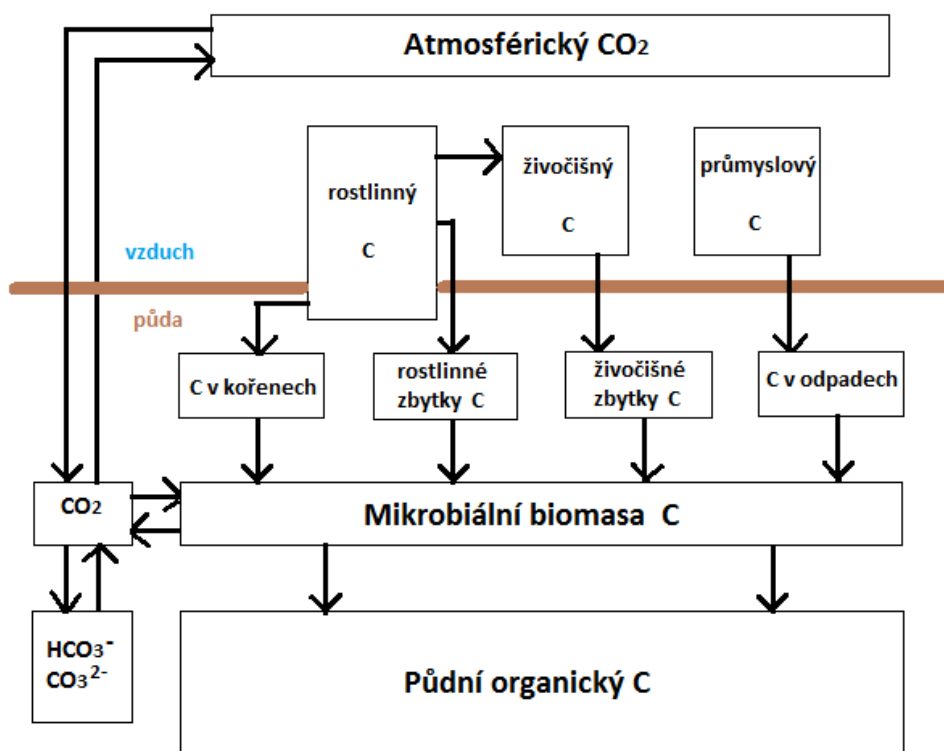 Atmosférický CO₂
rostlinný
C
živočišný
C
průmyslový
C
vzduch
půda
C v kořenech
rostlinné
zbytky C
živočišné
zbytky C
C v odpadech
CO₂
Mikrobiální biomasa C
HCO₃⁻
CO₃²⁻
Půdní organický C